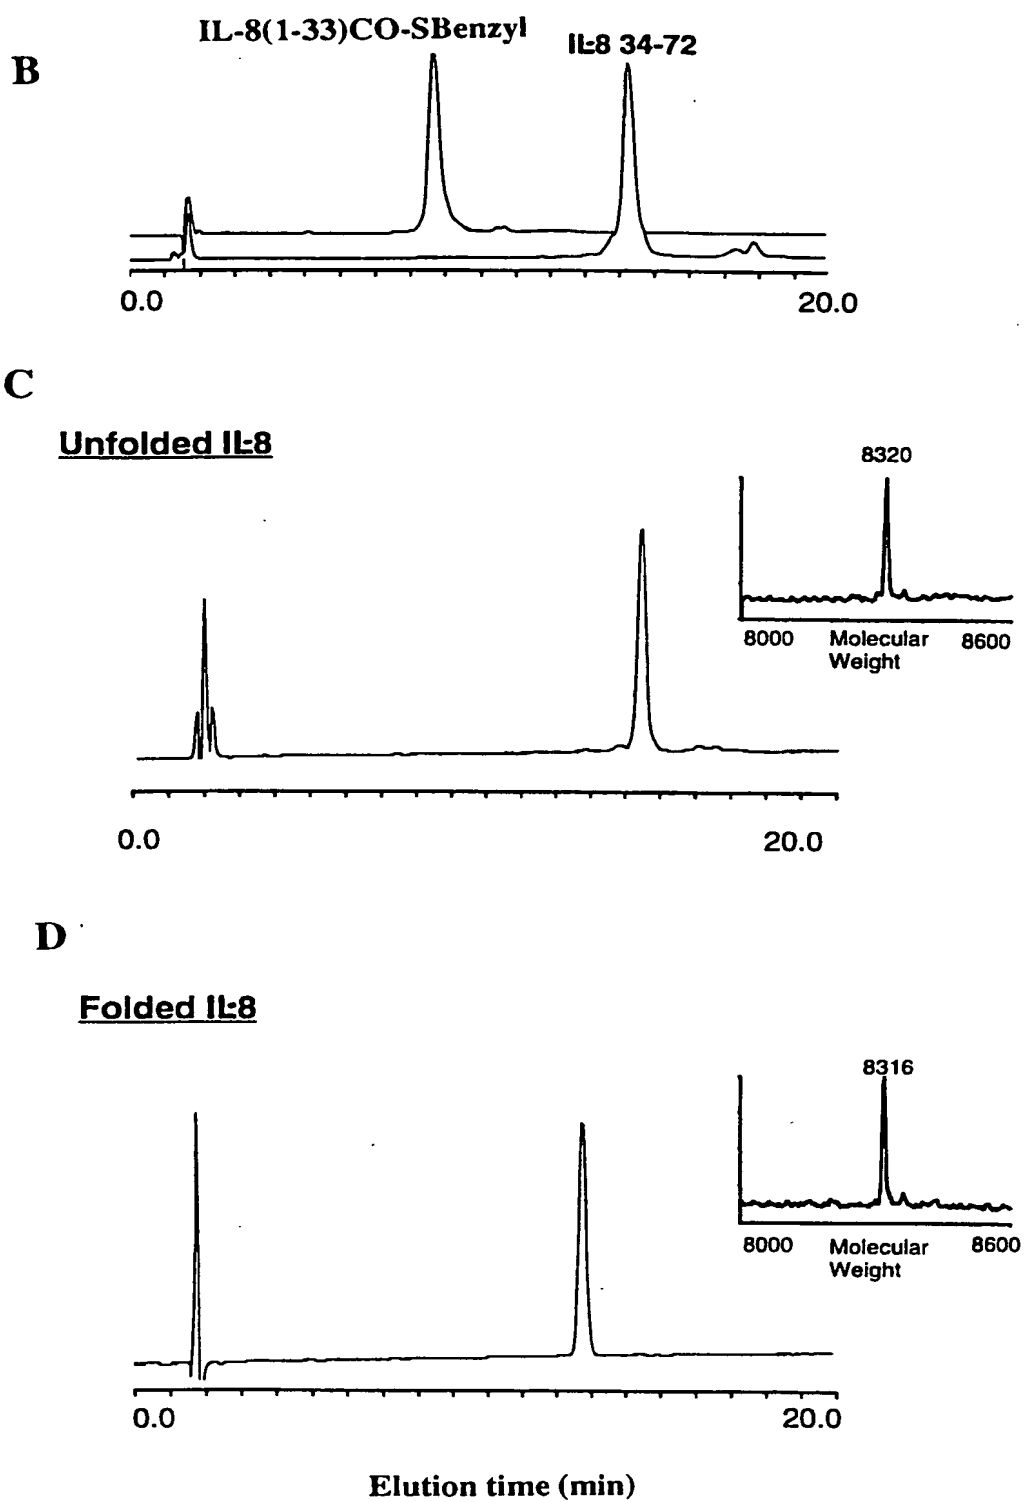 IL-8(1-33)CO-SBenzyl
IL-8 34-72
B
0.0
20.0
C
Unfolded IL-8
8320
8000
Molecular
Weight
8600
0.0
20.0
D
Folded IL-8
8316
8000
Molecular
Weight
8600
0.0
20.0
Elution time (min)